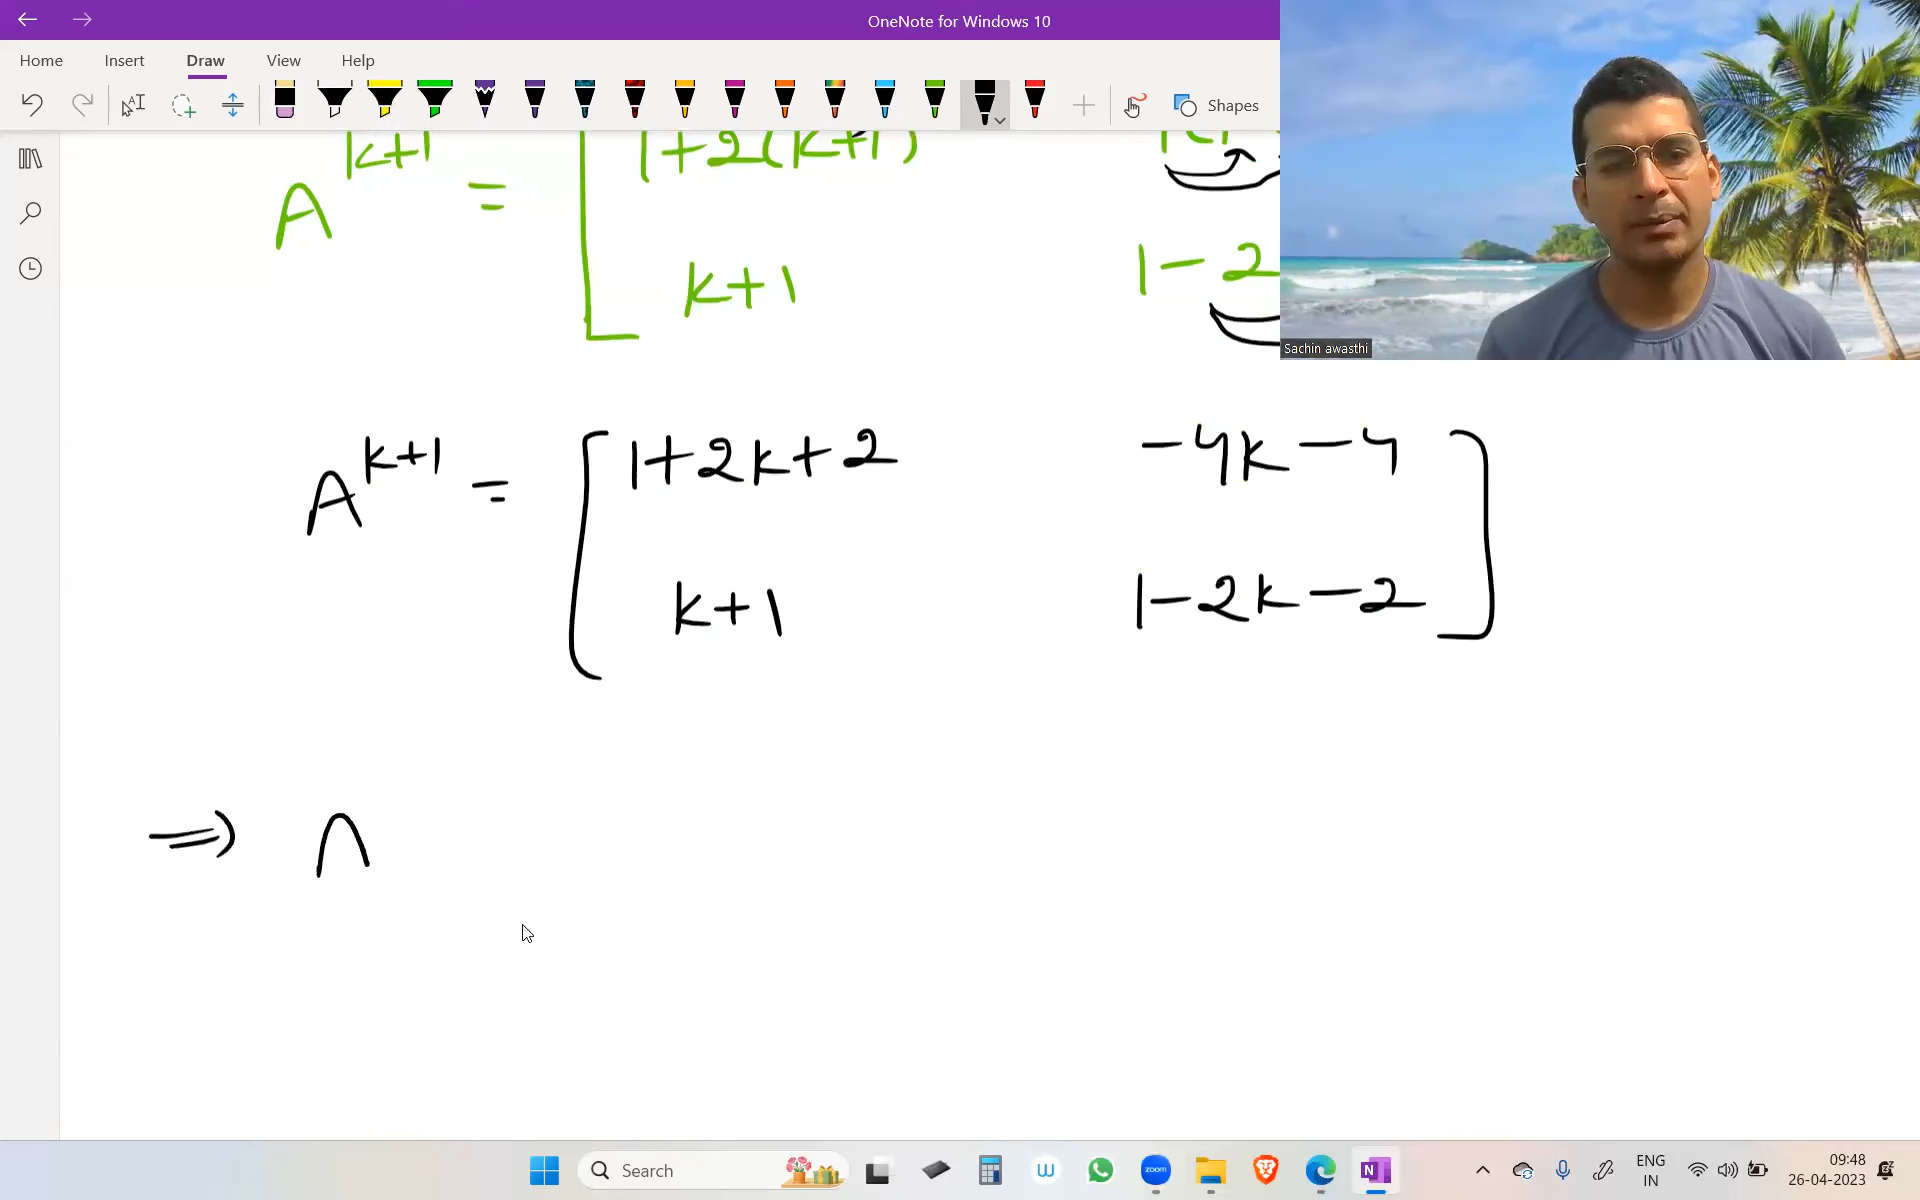 OneNote for Windows 10
Home Insert Draw View Help
Shapes
A^{k+1} = [ 1+2(k+1)
k+1 1-2
Sachin awasthi
A^{k+1} = [ 1+2k+2 -4k-4 ]
k+1 1-2k-2
⇒
Search
zoom
ENG
IN
09:48
26-04-2023